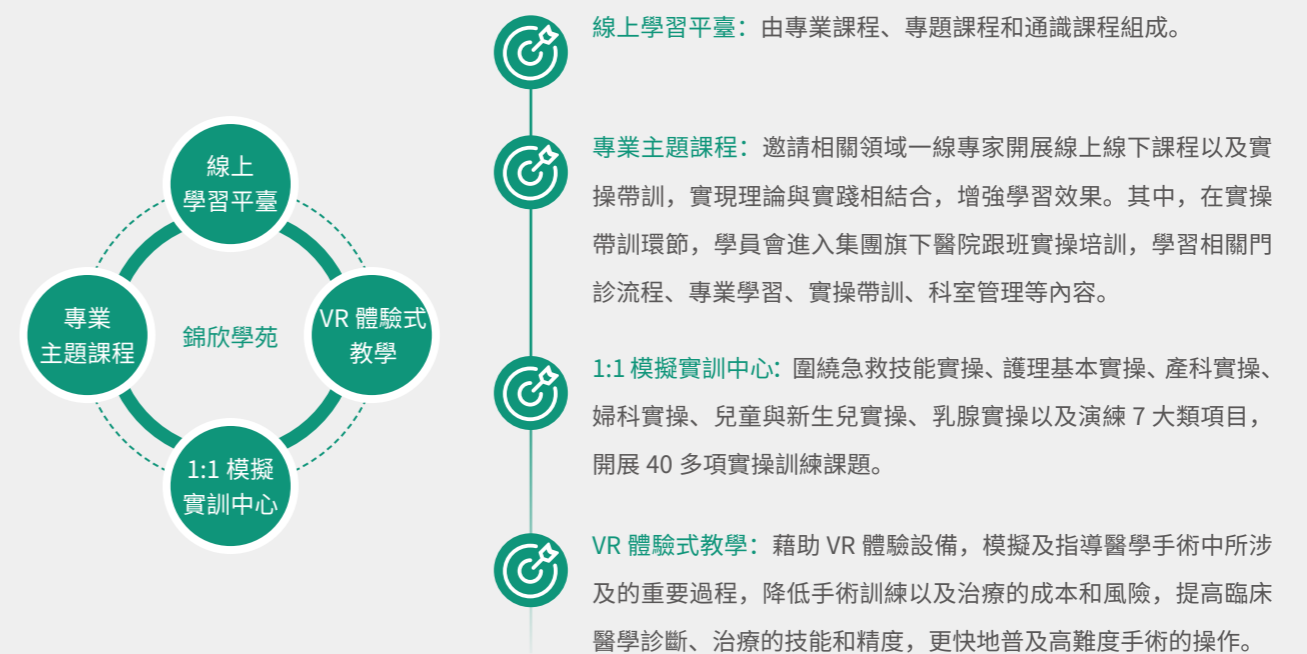 線上
學習平臺
專業
主題課程
錦欣學苑
VR 體驗式
教學
1:1 模擬
實訓中心
線上學習平臺：由專業課程、專題課程和通識課程組成。
專業主題課程：邀請相關領域一線專家開展線上線下課程以及實
操帶訓，實現理論與實踐相結合，增強學習效果。其中，在實操
帶訓環節，學員會進入集團旗下醫院跟班實操培訓，學習相關門
診流程、專業學習、實操帶訓、科室管理等內容。
1:1 模擬實訓中心：圍繞急救技能實操、護理基本實操、產科實操、
婦科實操、兒童與新生兒實操、乳腺實操以及演練 7 大類項目，
開展 40 多項實操訓練課題。
VR 體驗式教學：藉助 VR 體驗設備，模擬及指導醫學手術中所涉
及的重要過程，降低手術訓練以及治療的成本和風險，提高臨床
醫學診斷、治療的技能和精度，更快地普及高難度手術的操作。